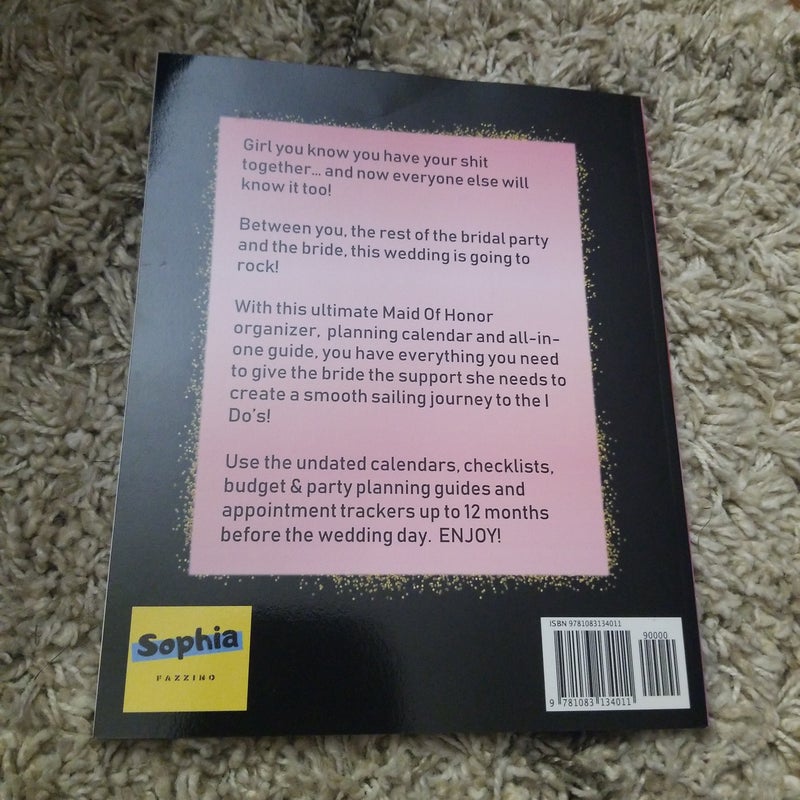 Girl you know you have your shit
together... and now everyone else will
know it too!
Between you, the rest of the bridal party
and the bride, this wedding is going to
rock!
With this ultimate Maid Of Honor
organizer, planning calendar and all-in-
one guide, you have everything you need
to give the bride the support she needs to
create a smooth sailing journey to the I
Do's!
Use the undated calendars, checklists,
budget & party planning guides and
appointment trackers up to 12 months
before the wedding day. ENJOY!
Sophia
FAZZINO
ISBN 9781083134011
90000
9 781083 134011